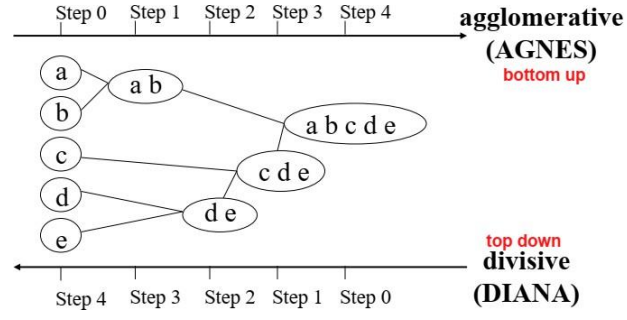 Step 0 Step 1 Step 2 Step 3 Step 4
agglomerative
(AGNES)
bottom up
a
a b
b
a b c d e
c
c d e
d
d e
e
top down
divisive
(DIANA)
Step 4 Step 3 Step 2 Step 1 Step 0